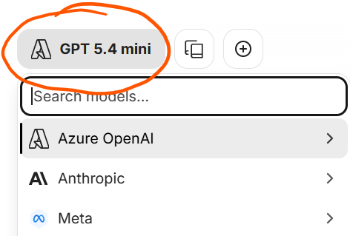 GPT 5.4 mini
Search models...
Azure OpenAI
Anthropic
Meta